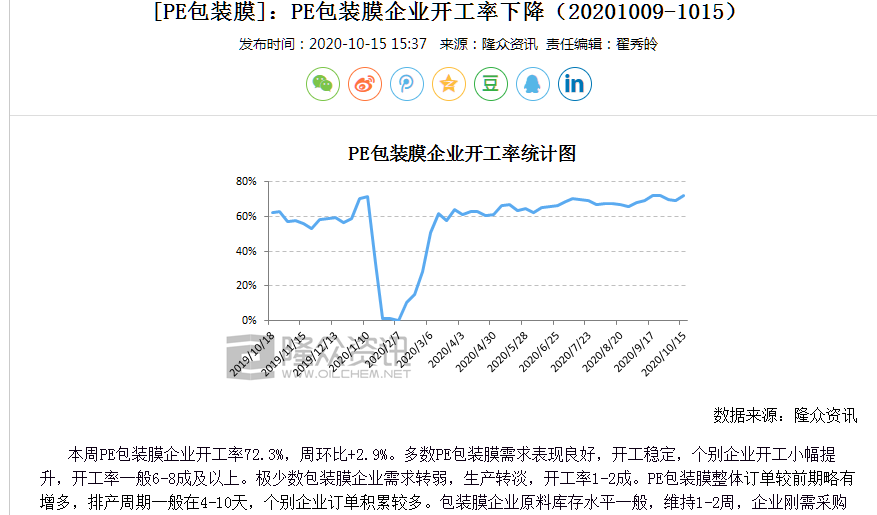 [PE包装膜]: PE包装膜企业开工率下降（20201009-1015）
发布时间：2020-10-15 15:37 来源：隆众资讯 责任编辑：翟秀皊
豆 in
PE包装膜企业开工率统计图
80%
60%
40%
20%
0%
隆众资讯
WWW.OILCHEM.NET
2019/10/18 2019/11/15 2019/12/13 2020/1/10 2020/2/7 2020/3/6 2020/4/3 2020/4/30 2020/5/28 2020/6/25 2020/7/23 2020/8/20 2020/9/17 2020/10/15
数据来源：隆众资讯
本周PE包装膜企业开工率72.3%，周环比+2.9%。多数PE包装膜需求表现良好，开工稳定，个别企业开工小幅提
升，开工率一般6-8成及以上。极少数包装膜企业需求转弱，生产转淡，开工率1-2成。PE包装膜整体订单较前期略有
增多，排产周期一般在4-10天，个别企业订单积累较多。包装膜企业原料库存水平一般，维持1-2周，企业刚需采购